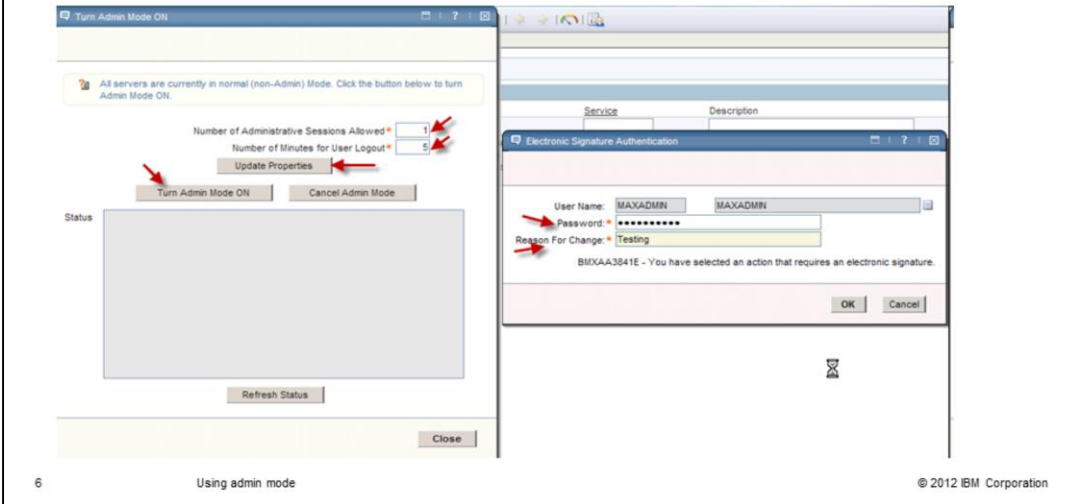 Turn Admin Mode ON
All servers are currently in normal (non-Admin) Mode. Click the button below to turn
Admin Mode ON.
Number of Administrative Sessions Allowed * 1
Number of Minutes for User Logout * 5
Update Properties
Turn Admin Mode ON Cancel Admin Mode
Status
Refresh Status
Close
Service Description
Electronic Signature Authentication
User Name: MAXADMIN MAXADMIN
Password: * ••••••••••
Reason For Change: * Testing
BMXAA3841E - You have selected an action that requires an electronic signature.
OK Cancel
6 Using admin mode © 2012 IBM Corporation